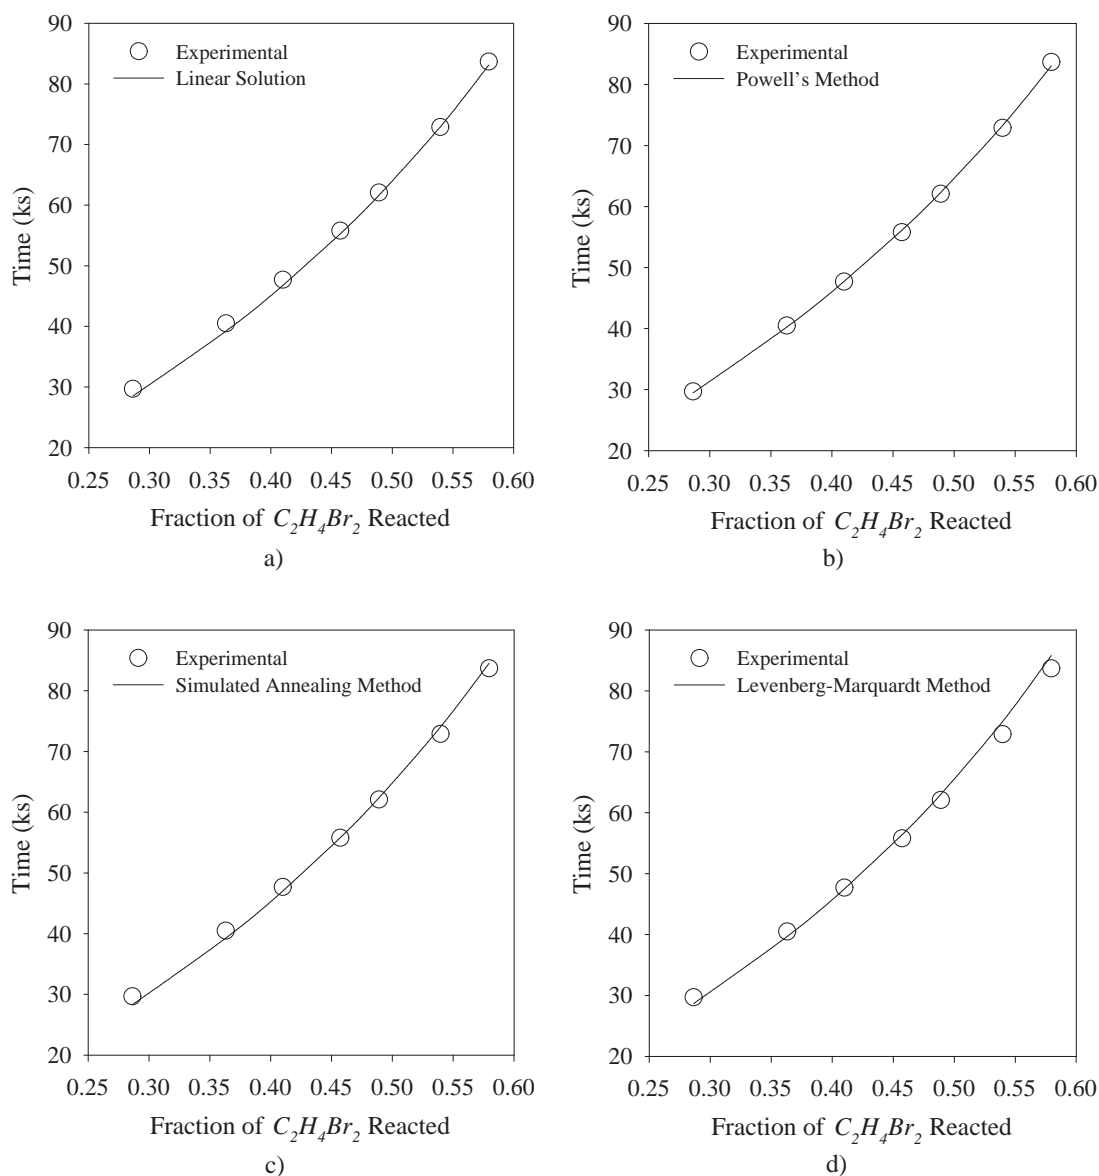 90
80
70
60
50
40
30
20
Time (ks)
Experimental
Linear Solution
0.25 0.30 0.35 0.40 0.45 0.50 0.55 0.60
Fraction of C₂H₄Br₂ Reacted
a)
90
80
70
60
50
40
30
20
Time (ks)
Experimental
Powell's Method
0.25 0.30 0.35 0.40 0.45 0.50 0.55 0.60
Fraction of C₂H₄Br₂ Reacted
b)
90
80
70
60
50
40
30
20
Time (ks)
Experimental
Simulated Annealing Method
0.25 0.30 0.35 0.40 0.45 0.50 0.55 0.60
Fraction of C₂H₄Br₂ Reacted
c)
90
80
70
60
50
40
30
20
Time (ks)
Experimental
Levenberg-Marquardt Method
0.25 0.30 0.35 0.40 0.45 0.50 0.55 0.60
Fraction of C₂H₄Br₂ Reacted
d)